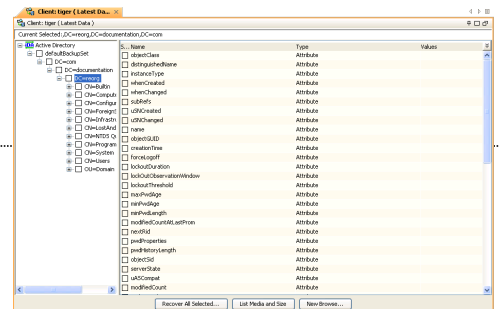 Client: tiger ( Latest Da...
Client: tiger ( Latest Data )
Current Selected:,DC=reorg,DC=documentation,DC=com
Active Directory
defaultBackupSet
DC=com
DC=documentation
DC=reorg
CN=Builtin
CN=Comput
CN=Configur
CN=ForeignS
CN=Infrastru
CN=LostAnd
CN=NTDS Q
CN=Program
CN=System
CN=Users
OU=Domain
S... Name Type Values
objectClass Attribute
distinguishedName Attribute
instanceType Attribute
whenCreated Attribute
whenChanged Attribute
subRefs Attribute
uSNCreated Attribute
uSNChanged Attribute
name Attribute
objectGUID Attribute
creationTime Attribute
forceLogoff Attribute
lockoutDuration Attribute
lockOutObservationWindow Attribute
lockoutThreshold Attribute
maxPwdAge Attribute
minPwdAge Attribute
minPwdLength Attribute
modifiedCountAtLastProm Attribute
nextRid Attribute
pwdProperties Attribute
pwdHistoryLength Attribute
objectSid Attribute
serverState Attribute
uASCompat Attribute
modifiedCount Attribute
Recover All Selected... List Media and Size New Browse...